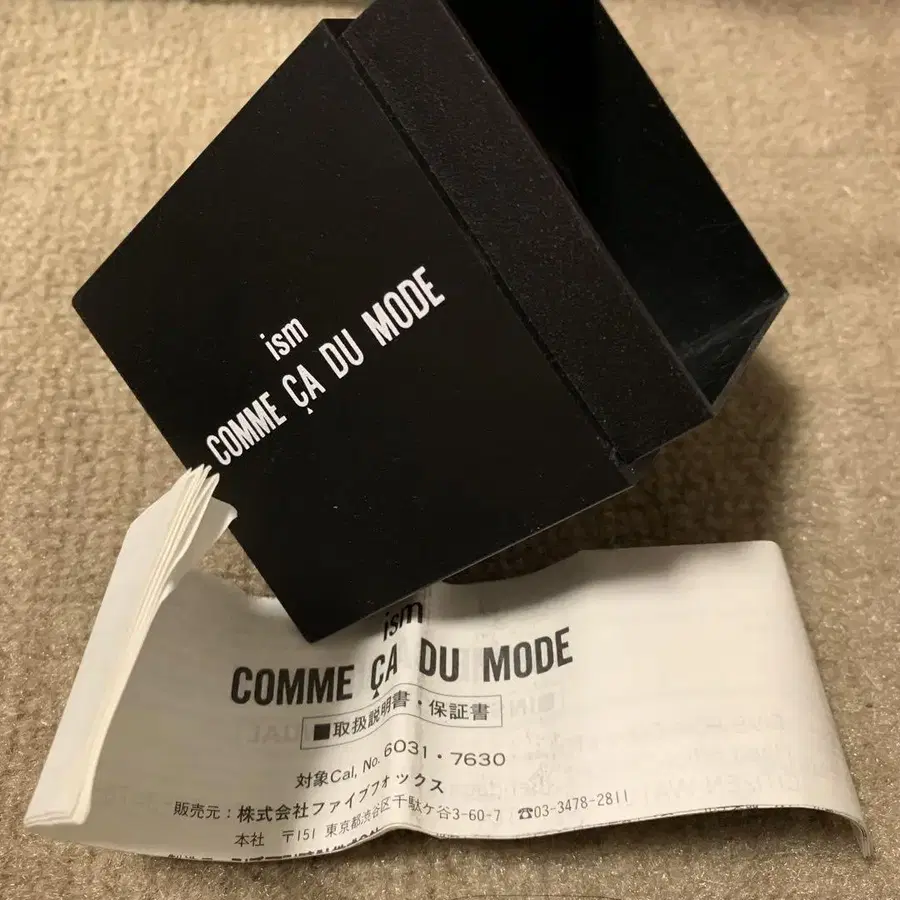 ism
COMME ÇA DU MODE
ism
COMME ÇA DU MODE
■取扱説明書・保証書
対象Cal, No. 6031・7630
販売元：株式会社ファイブフォックス
本社 〒151 東京都渋谷区千駄ケ谷3-60-7 ☎03-3478-2811